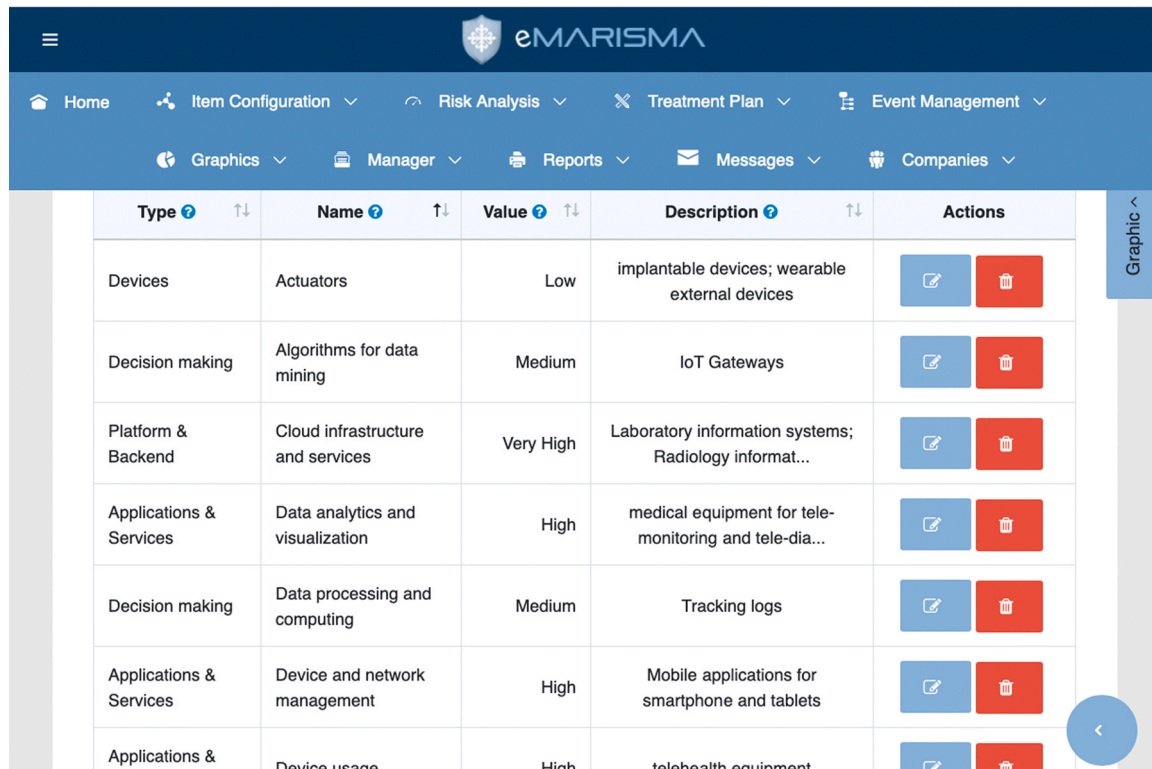 eMARISMA
Home Item Configuration Risk Analysis Treatment Plan Event Management
Graphics Manager Reports Messages Companies
Type Name Value Description Actions
Graphic
Devices Actuators Low implantable devices; wearable
external devices
Decision making Algorithms for data
mining Medium IoT Gateways
Platform &
Backend Cloud infrastructure
and services Very High Laboratory information systems;
Radiology informat...
Applications &
Services Data analytics and
visualization High medical equipment for tele-
monitoring and tele-dia...
Decision making Data processing and
computing Medium Tracking logs
Applications &
Services Device and network
management High Mobile applications for
smartphone and tablets
Applications &
Device usage High telehealth equipment